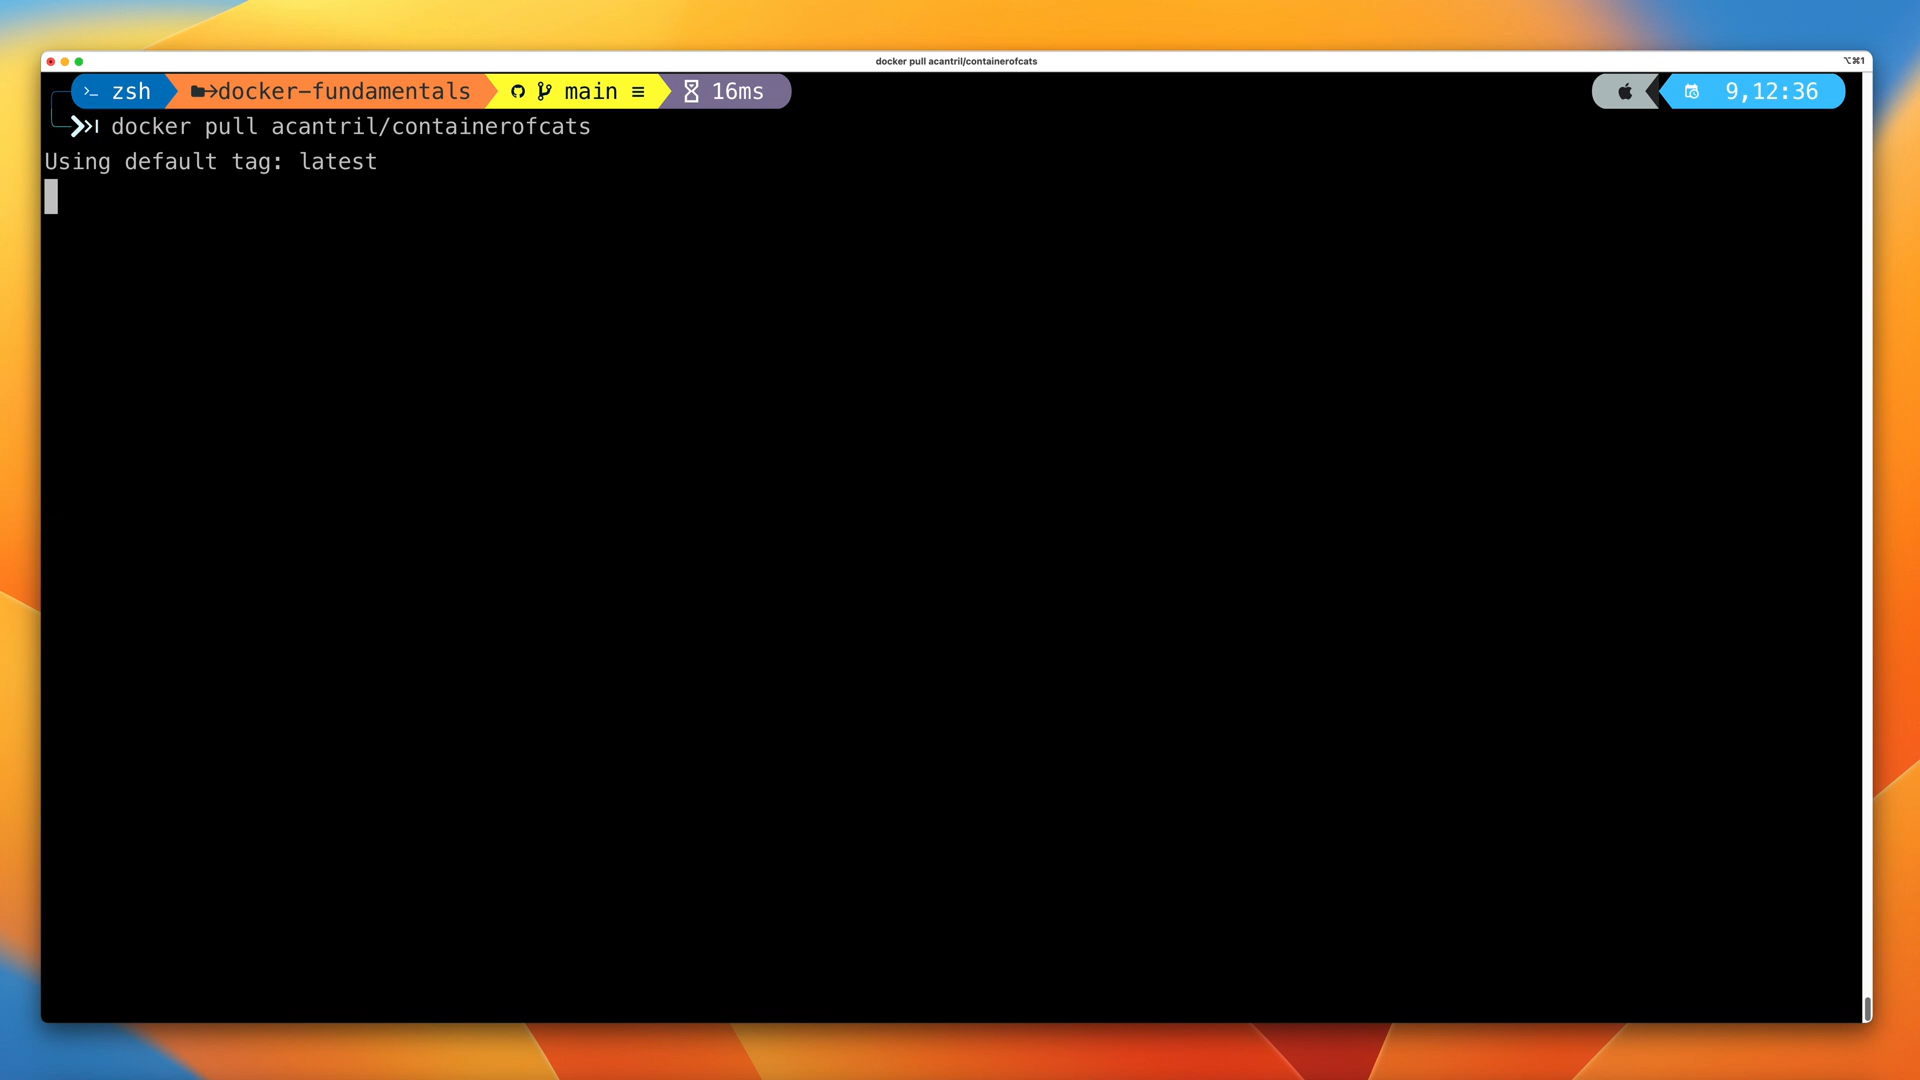 docker pull acantril/containerofcats
⌥⌘1
>_ zsh →docker-fundamentals main ≡ 16ms 9,12:36
docker pull acantril/containerofcats
Using default tag: latest